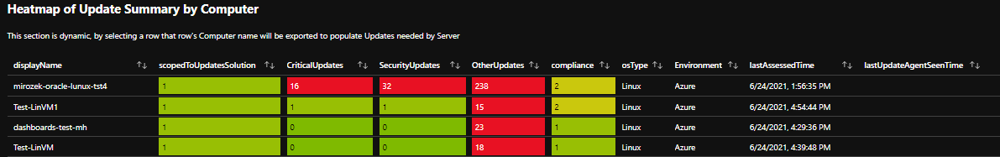 Heatmap of Update Summary by Computer
This section is dynamic, by selecting a row that row's Computer name will be exported to populate Updates needed by Server
displayName scopedToUpdatesSolution CriticalUpdates SecurityUpdates OtherUpdates compliance osType Environment lastAssessedTime lastUpdateAgentSeenTime
mirozek-oracle-lunux-tst4 1 16 32 238 2 Linux Azure 6/24/2021, 1:56:35 PM
Test-LinVM1 1 1 1 15 2 Linux Azure 6/24/2021, 4:54:44 PM
dashboards-test-mh 1 0 0 23 1 Linux Azure 6/24/2021, 4:29:36 PM
Test-LinVM 1 0 0 18 1 Linux Azure 6/24/2021, 4:39:48 PM